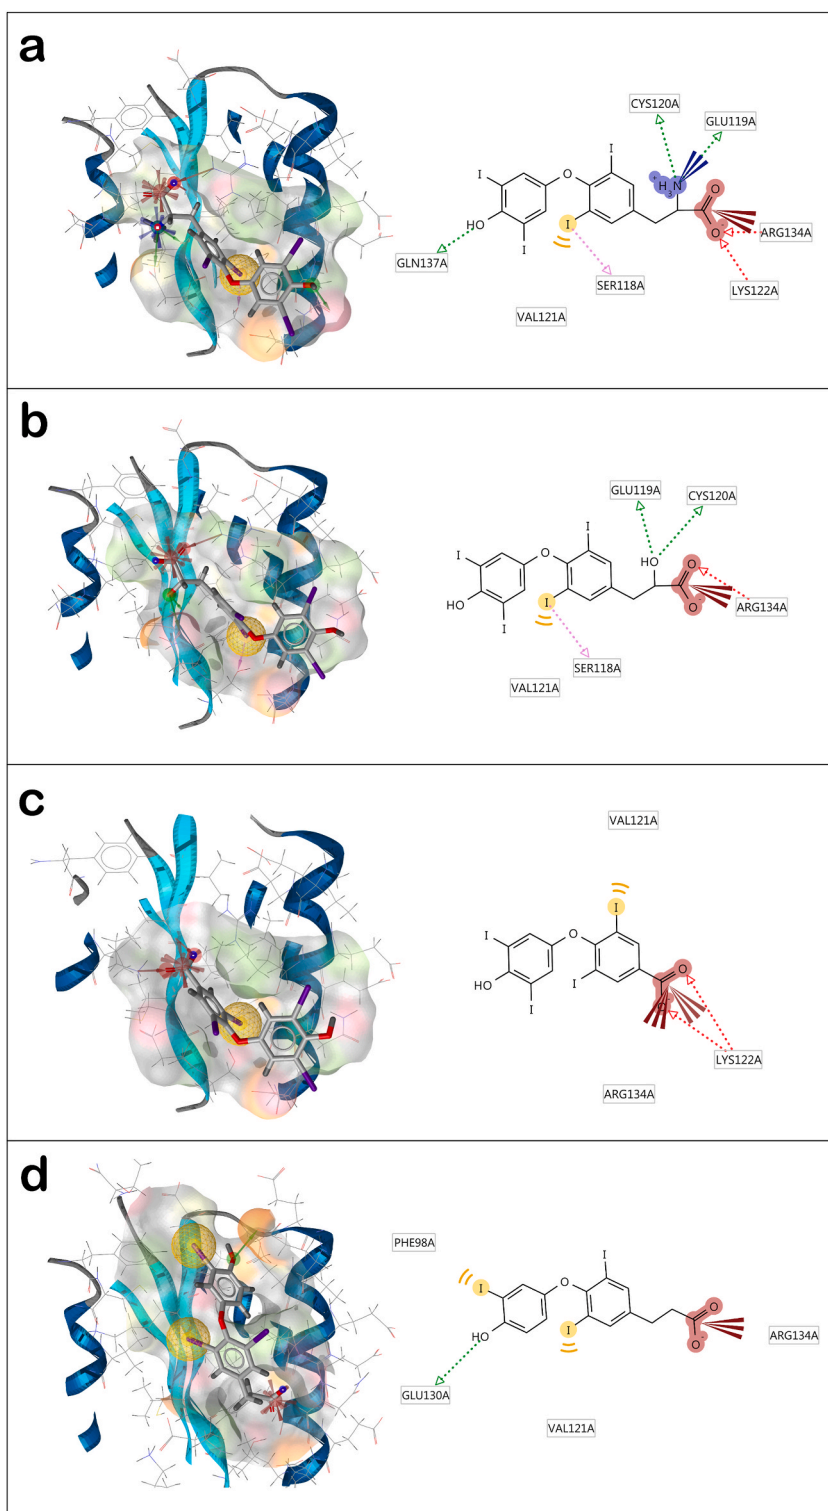 a
CYS120A
GLU119A
I
I
O
+
H3N
O
I
HO
I
O-
ARG134A
GLN137A
SER118A
LYS122A
VAL121A
b
GLU119A
CYS120A
I
I
O
HO
O
HO
I
I
O-
ARG134A
SER118A
VAL121A
c
VAL121A
I
I
O
O
HO
I
I
LYS122A
ARG134A
d
PHE98A
I
I
O
O
I
HO
O-
ARG134A
GLU130A
VAL121A